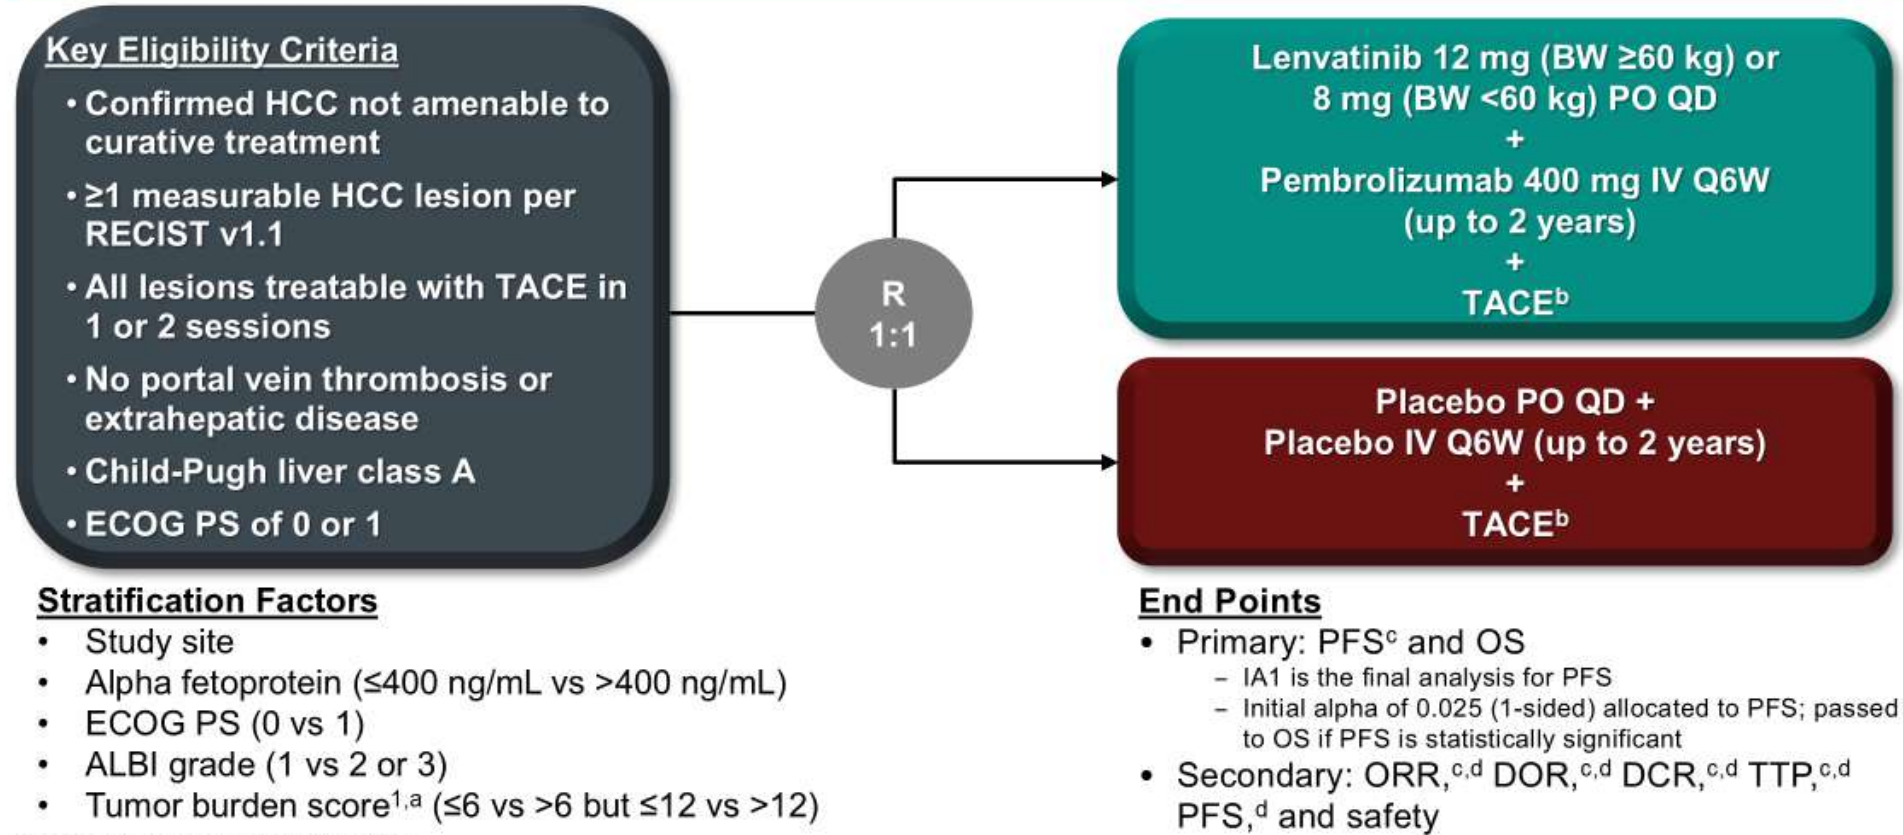 Key Eligibility Criteria
• Confirmed HCC not amenable to
curative treatment
• ≥1 measurable HCC lesion per
RECIST v1.1
• All lesions treatable with TACE in
1 or 2 sessions
• No portal vein thrombosis or
extrahepatic disease
• Child-Pugh liver class A
• ECOG PS of 0 or 1
R
1:1
Lenvatinib 12 mg (BW ≥60 kg) or
8 mg (BW <60 kg) PO QD
+
Pembrolizumab 400 mg IV Q6W
(up to 2 years)
+
TACEᵇ
Placebo PO QD +
Placebo IV Q6W (up to 2 years)
+
TACEᵇ
Stratification Factors
• Study site
• Alpha fetoprotein (≤400 ng/mL vs >400 ng/mL)
• ECOG PS (0 vs 1)
• ALBI grade (1 vs 2 or 3)
• Tumor burden score¹,ᵃ (≤6 vs >6 but ≤12 vs >12)
End Points
• Primary: PFSᶜ and OS
– IA1 is the final analysis for PFS
– Initial alpha of 0.025 (1-sided) allocated to PFS; passed
to OS if PFS is statistically significant
• Secondary: ORR,ᶜ,ᵈ DOR,ᶜ,ᵈ DCR,ᶜ,ᵈ TTP,ᶜ,ᵈ
PFS,ᵈ and safety